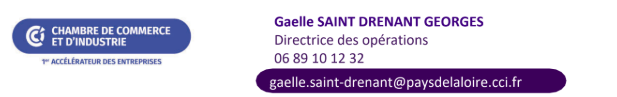 CCI CHAMBRE DE COMMERCE
ET D'INDUSTRIE
1er ACCÉLÉRATEUR DES ENTREPRISES
Gaelle SAINT DRENANT GEORGES
Directrice des opérations
06 89 10 12 32
gaelle.saint-drenant@paysdelaloire.cci.fr